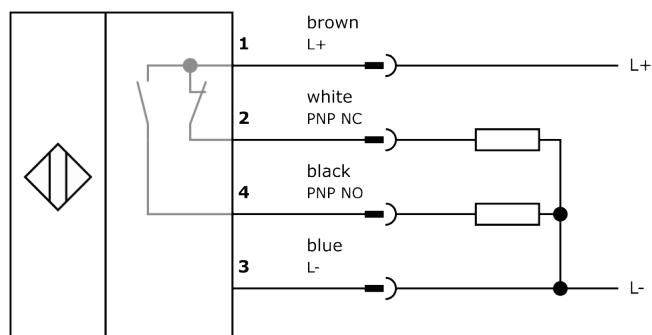 brown
1 L+ L+
white
2 PNP NC
black
4 PNP NO
blue
3 L- L-